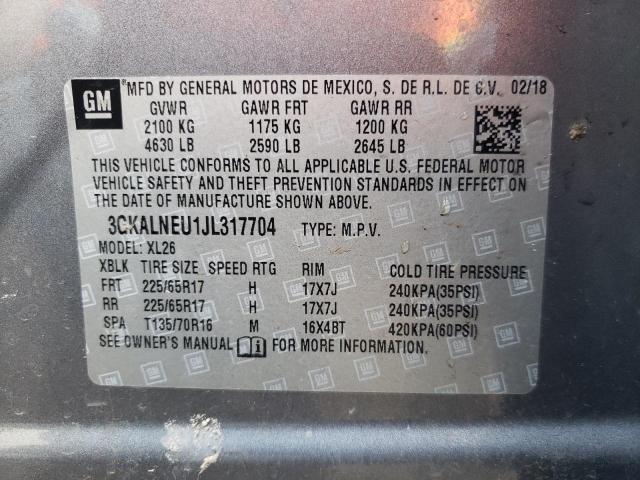 GM
MFD BY GENERAL MOTORS DE MEXICO, S. DE R.L. DE C.V. 02/18
GVWR GAWR FRT GAWR RR
2100 KG 1175 KG 1200 KG
4630 LB 2590 LB 2645 LB
THIS VEHICLE CONFORMS TO ALL APPLICABLE U.S. FEDERAL MOTOR
VEHICLE SAFETY AND THEFT PREVENTION STANDARDS IN EFFECT ON
THE DATE OF MANUFACTURE SHOWN ABOVE.
3GKALNEU1JL317704 TYPE: M.P.V.
MODEL: XL26
XBLK TIRE SIZE SPEED RTG RIM COLD TIRE PRESSURE
FRT 225/65R17 H 17X7J 240KPA(35PSI)
RR 225/65R17 H 17X7J 240KPA(35PSI)
SPA T135/70R16 M 16X4BT 420KPA(60PSI)
SEE OWNER'S MANUAL FOR MORE INFORMATION.